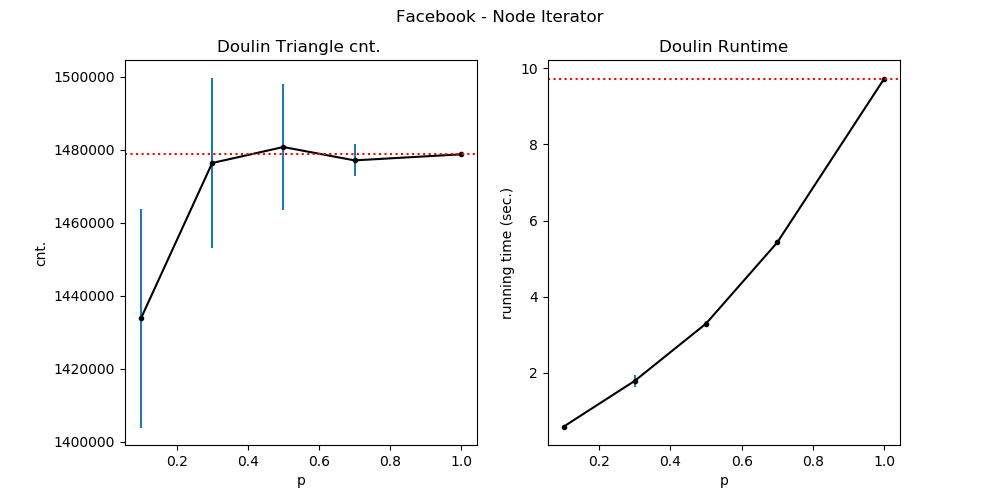 Facebook - Node Iterator
Doulin Triangle cnt.
1500000
1480000
1460000
1440000
1420000
1400000
cnt.
0.2 0.4 0.6 0.8 1.0
p
Doulin Runtime
10
8
6
4
2
running time (sec.)
0.2 0.4 0.6 0.8 1.0
p